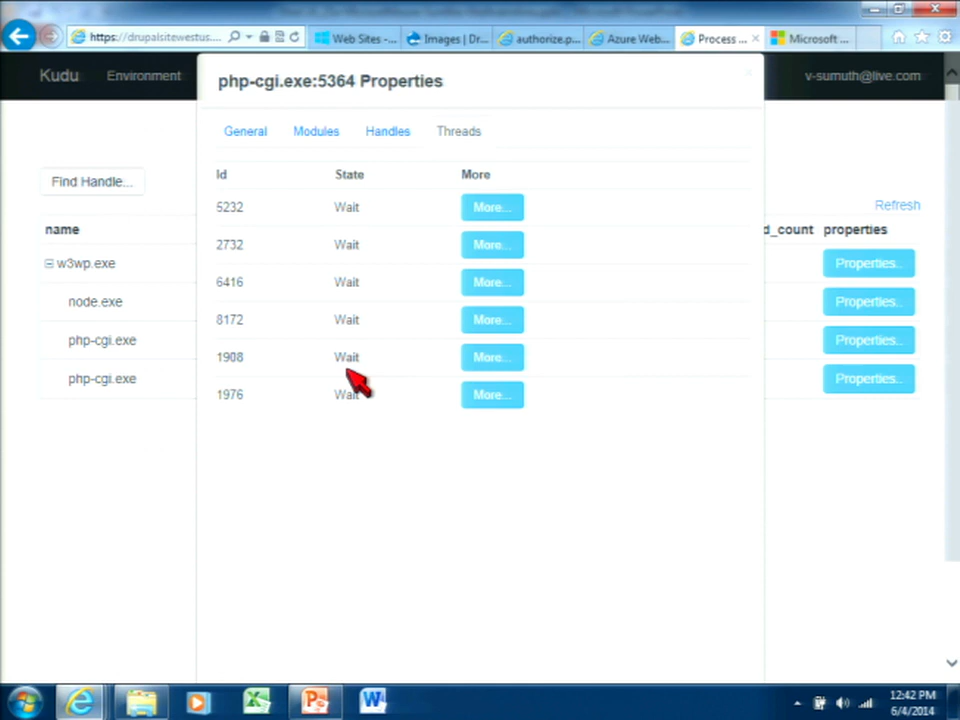 https://drupalsitewestus....
Web Sites -...
Images | Dr...
authorize.p...
Azure Web...
Process ...
Microsoft ...
Kudu
Environment
v-sumuth@live.com
php-cgi.exe:5364 Properties
General
Modules
Handles
Threads
Find Handle...
Refresh
name
d_count
properties
w3wp.exe
Properties..
node.exe
Properties..
php-cgi.exe
Properties..
php-cgi.exe
Properties..
Id State More
5232 Wait More...
2732 Wait More...
6416 Wait More...
8172 Wait More...
1908 Wait More...
1976 Wait More...
12:42 PM
6/4/2014